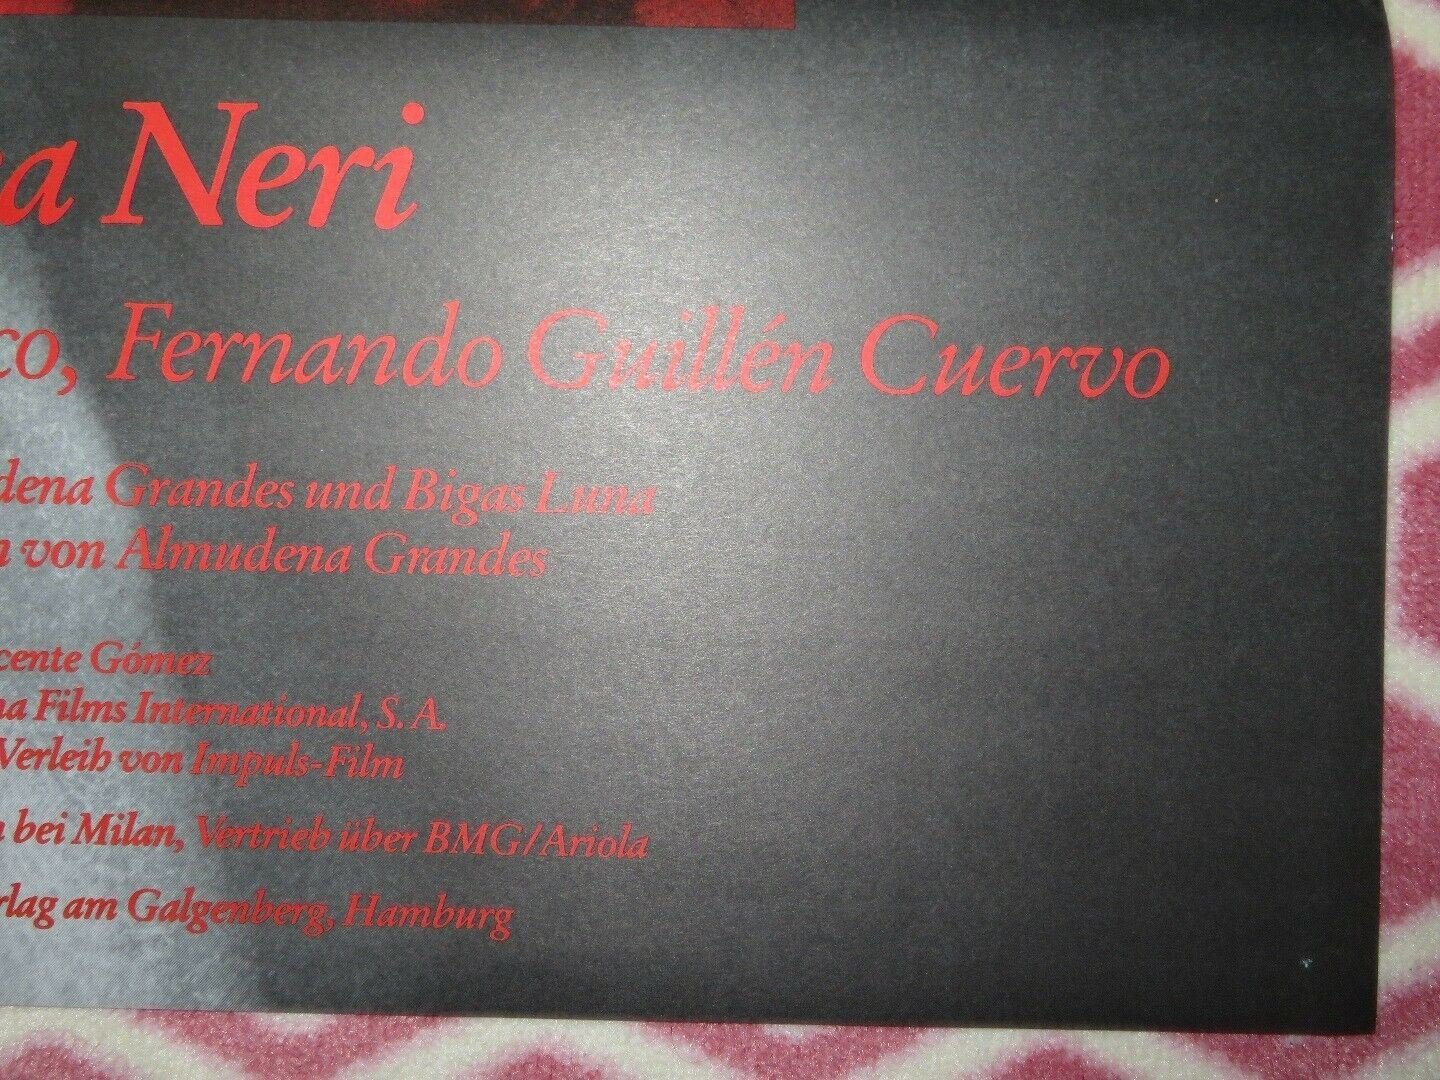 a Neri
co, Fernando Guillén Cuervo
dena Grandes und Bigas Luna
n von Almudena Grandes
cente Gómez
na Films International, S. A.
Verleih von Impuls-Film
n bei Milan, Vertrieb über BMG/Ariola
rlag am Galgenberg, Hamburg